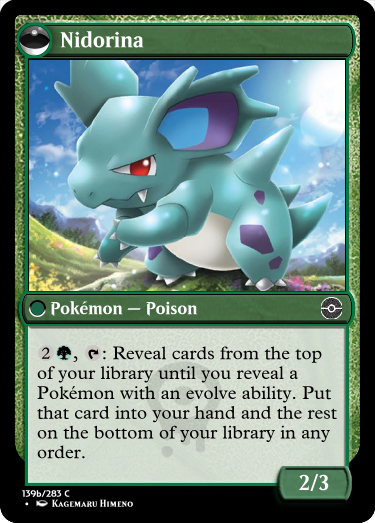 Nidorina
Pokémon — Poison
2 , : Reveal cards from the top
of your library until you reveal a
Pokémon with an evolve ability. Put
that card into your hand and the rest
on the bottom of your library in any
order.
2/3
139b/283 C
• Kagemaru Himeno